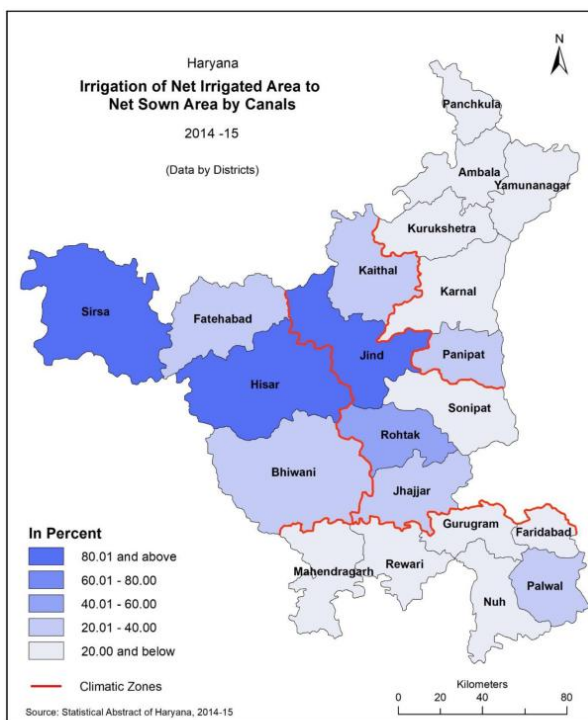 Haryana
Irrigation of Net Irrigated Area to
Net Sown Area by Canals
2014 -15
(Data by Districts)
N
Panchkula
Ambala
Yamunanagar
Kurukshetra
Kaithal
Karnal
Sirsa
Fatehabad
Jind
Panipat
Hisar
Sonipat
Rohtak
Bhiwani
Jhajjar
Gurugram
Faridabad
Mahendragarh
Rewari
Nuh
Palwal
In Percent
80.01 and above
60.01 - 80.00
40.01 - 60.00
20.01 - 40.00
20.00 and below
Climatic Zones
Kilometers
0 20 40 60 80
Source: Statistical Abstract of Haryana, 2014-15